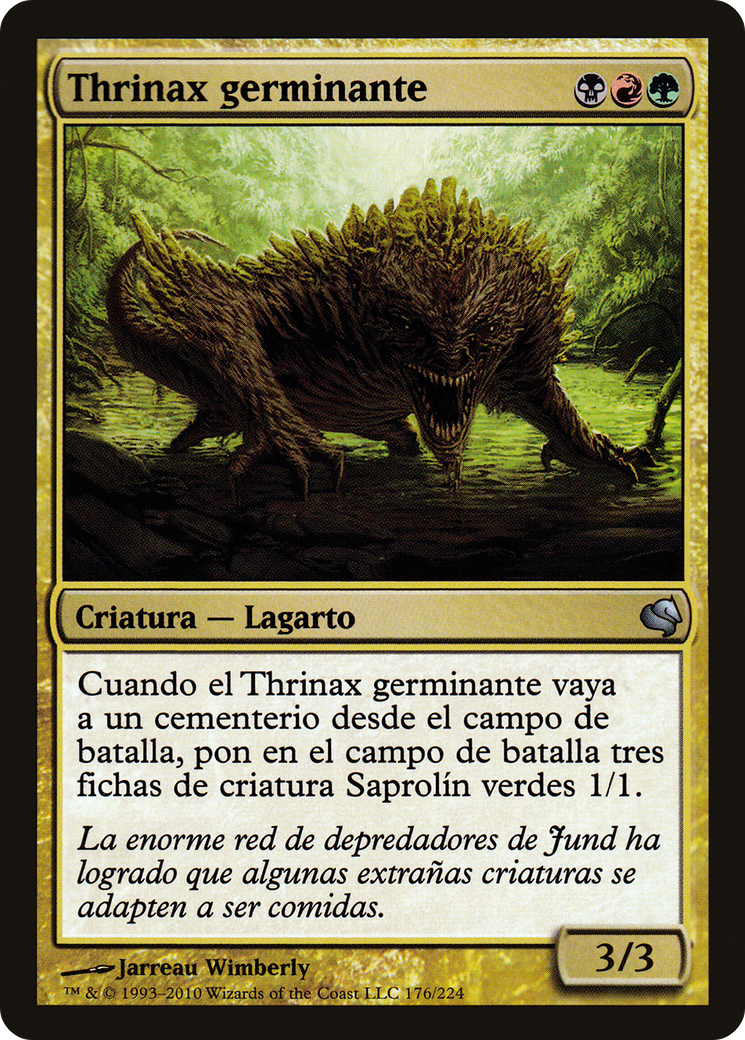 Thrinax germinante
Criatura — Lagarto
Cuando el Thrinax germinante vaya
a un cementerio desde el campo de
batalla, pon en el campo de batalla tres
fichas de criatura Saprolín verdes 1/1.
La enorme red de depredadores de Jund ha
logrado que algunas extrañas criaturas se
adapten a ser comidas.
3/3
Jarreau Wimberly
™ & © 1993–2010 Wizards of the Coast LLC 176/224